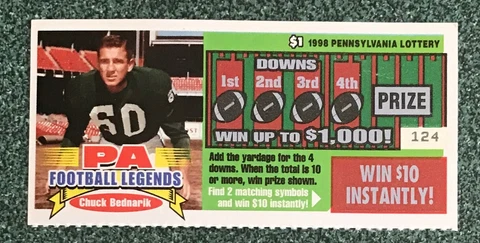 $1 1998 PENNSYLVANIA LOTTERY
DOWNS
1st 2nd 3rd 4th
PRIZE
WIN UP TO $1,000!
124
60
PA
FOOTBALL LEGENDS
Chuck Bednarik
Add the yardage for the 4
downs. When the total is 10
or more, win prize shown.
Find 2 matching symbols
and win $10 instantly!
WIN $10
INSTANTLY!